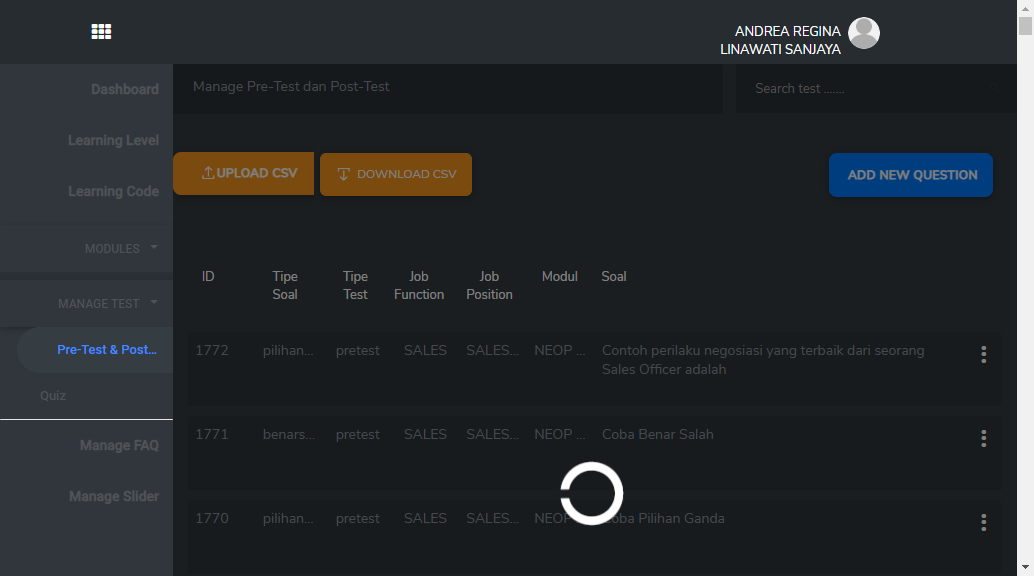 ANDREA REGINA
LINAWATI SANJAYA
Dashboard
Learning Level
Learning Code
MODULES
MANAGE TEST
Pre-Test & Post...
Quiz
Manage FAQ
Manage Slider
Manage Pre-Test dan Post-Test
Search test .......
UPLOAD CSV
DOWNLOAD CSV
ADD NEW QUESTION
ID Tipe Soal Tipe Test Job Function Job Position Modul Soal
1772 pilihan... pretest SALES SALES... NEOP ... Contoh perilaku negosiasi yang terbaik dari seorang
Sales Officer adalah
1771 benars... pretest SALES SALES... NEOP ... Coba Benar Salah
1770 pilihan... pretest SALES SALES... NEOP Coba Pilihan Ganda